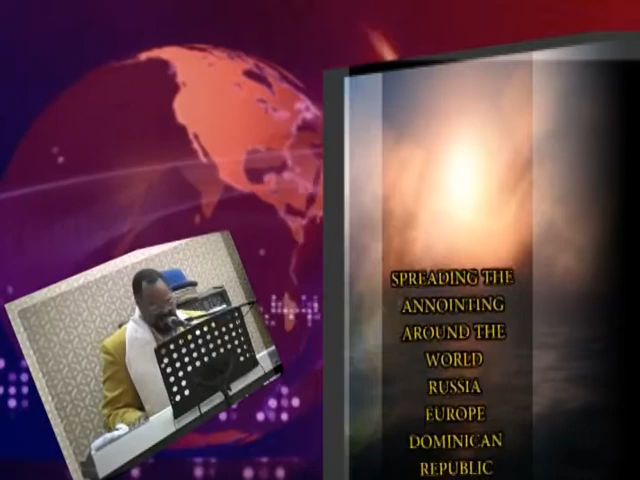 SPREADING THE
ANNOINTING
AROUND THE
WORLD
RUSSIA
EUROPE
DOMINICAN
REPUBLIC